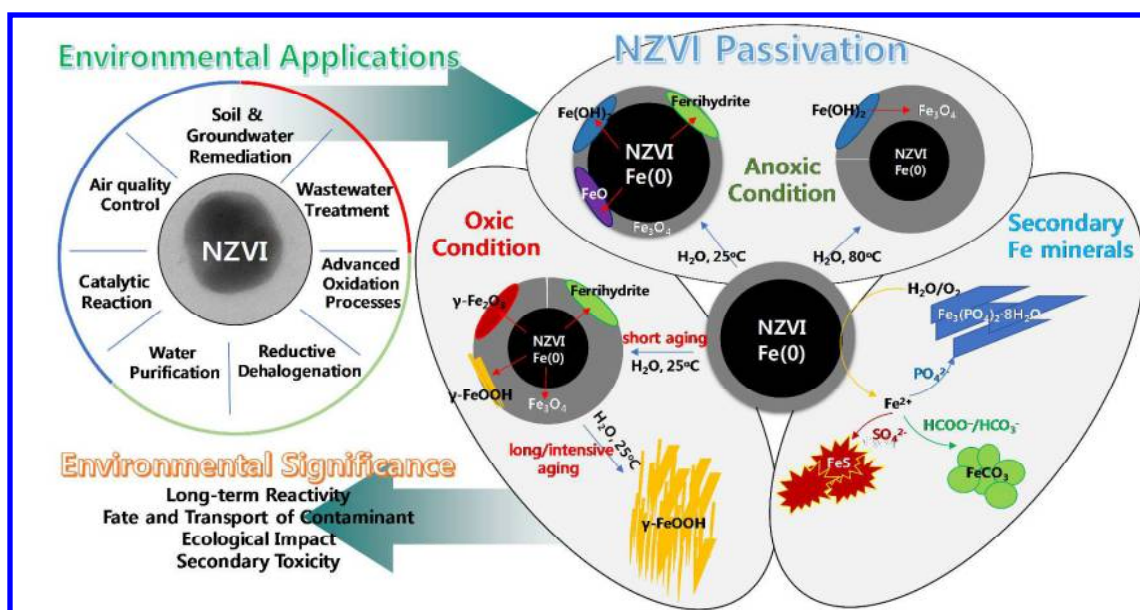 Environmental Applications
Soil &
Groundwater
Remediation
Air quality
Control
Wastewater
Treatment
NZVI
Catalytic
Reaction
Advanced
Oxidation
Processes
Water
Purification
Reductive
Dehalogenation
Environmental Significance
Long-term Reactivity
Fate and Transport of Contaminant
Ecological Impact
Secondary Toxicity
NZVI Passivation
Fe(OH)₂
Ferrihydrite
NZVI
Fe(0)
FeO
Fe₃O₄
Anoxic
Condition
Fe(OH)₂
Fe₃O₄
NZVI
Fe(0)
H₂O, 25°C
H₂O, 80°C
Oxic
Condition
γ-Fe₂O₃
Ferrihydrite
NZVI
Fe(0)
γ-FeOOH
Fe₃O₄
short aging
H₂O, 25°C
NZVI
Fe(0)
H₂O, 25°C
long/intensive
aging
γ-FeOOH
Secondary
Fe minerals
H₂O/O₂
Fe₃(PO₄)₂·8H₂O
PO₄²⁻
Fe²⁺
SO₄²⁻
HCOO⁻/HCO₃⁻
FeS
FeCO₃